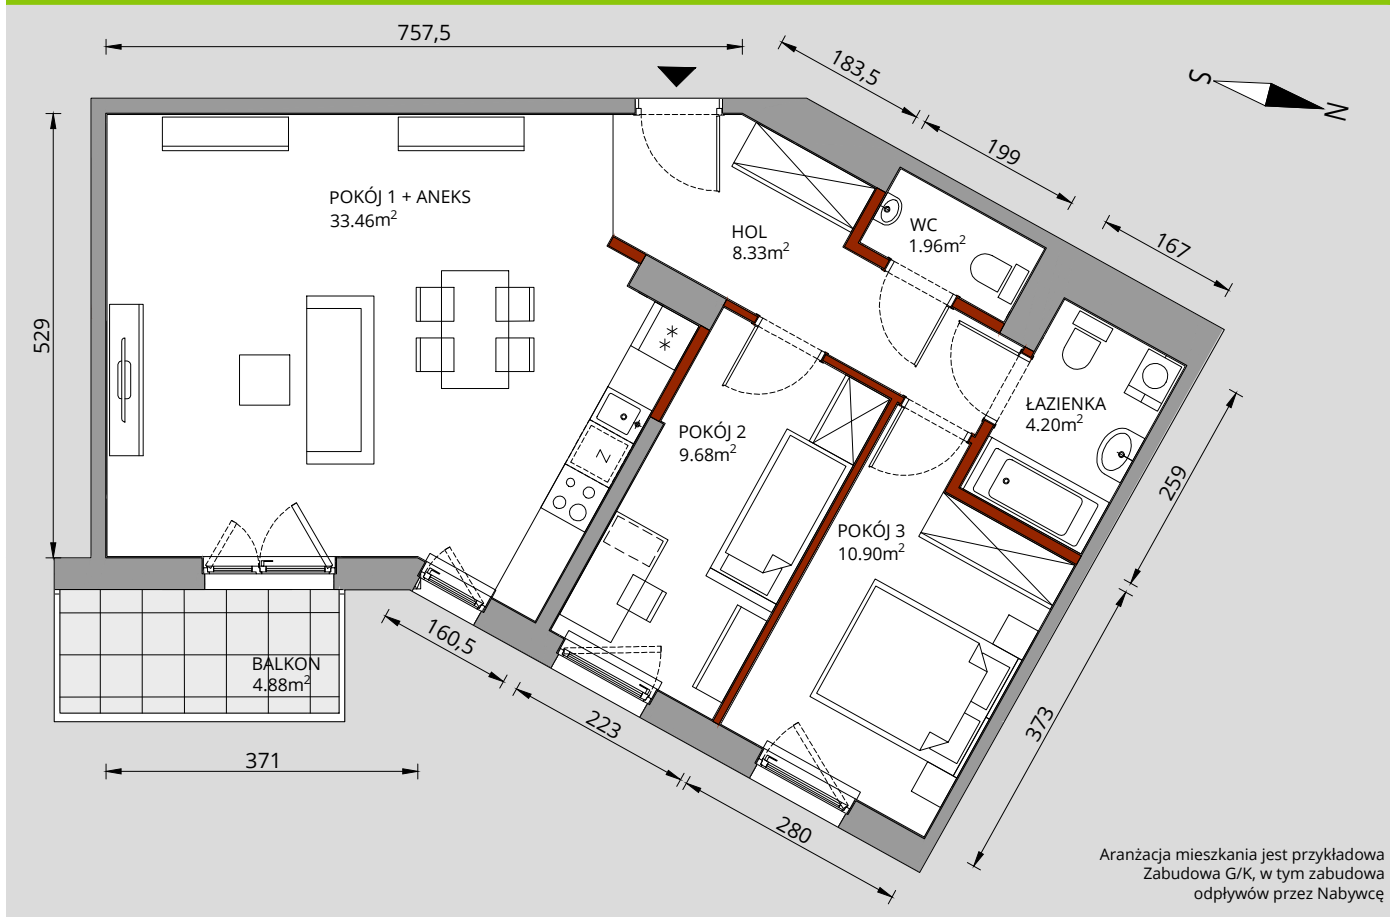 757,5
183,5
199
167
S
N
529
POKÓJ 1 + ANEKS
33.46m²
HOL
8.33m²
WC
1.96m²
ŁAZIENKA
4.20m²
POKÓJ 2
9.68m²
Z
POKÓJ 3
10.90m²
259
373
BALKON
4.88m²
160,5
223
280
371
Aranżacja mieszkania jest przykładowa
Zabudowa G/K, w tym zabudowa
odpływów przez Nabywcę